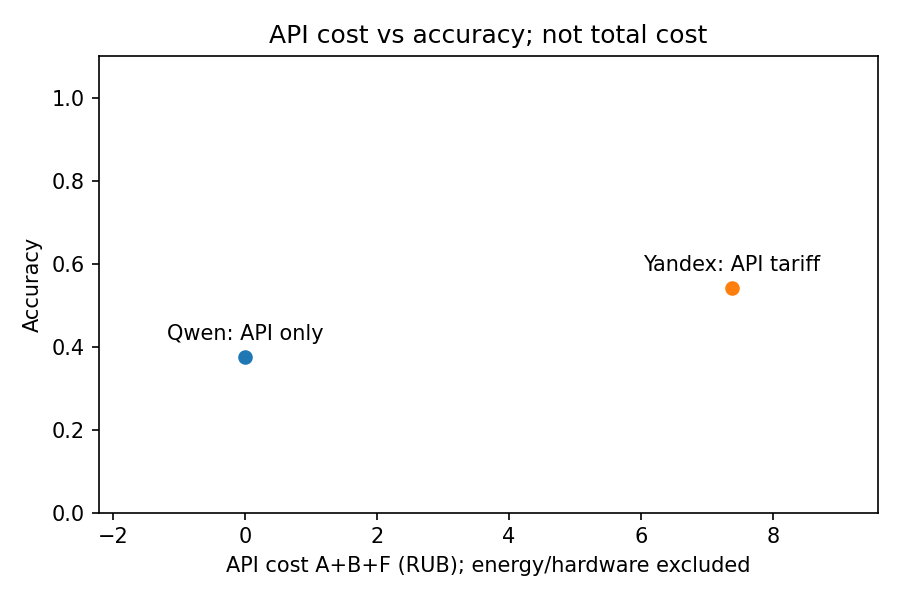 API cost vs accuracy; not total cost
1.0
0.8
0.6
0.4
0.2
0.0
Accuracy
Yandex: API tariff
Qwen: API only
−2
0
2
4
6
8
API cost A+B+F (RUB); energy/hardware excluded